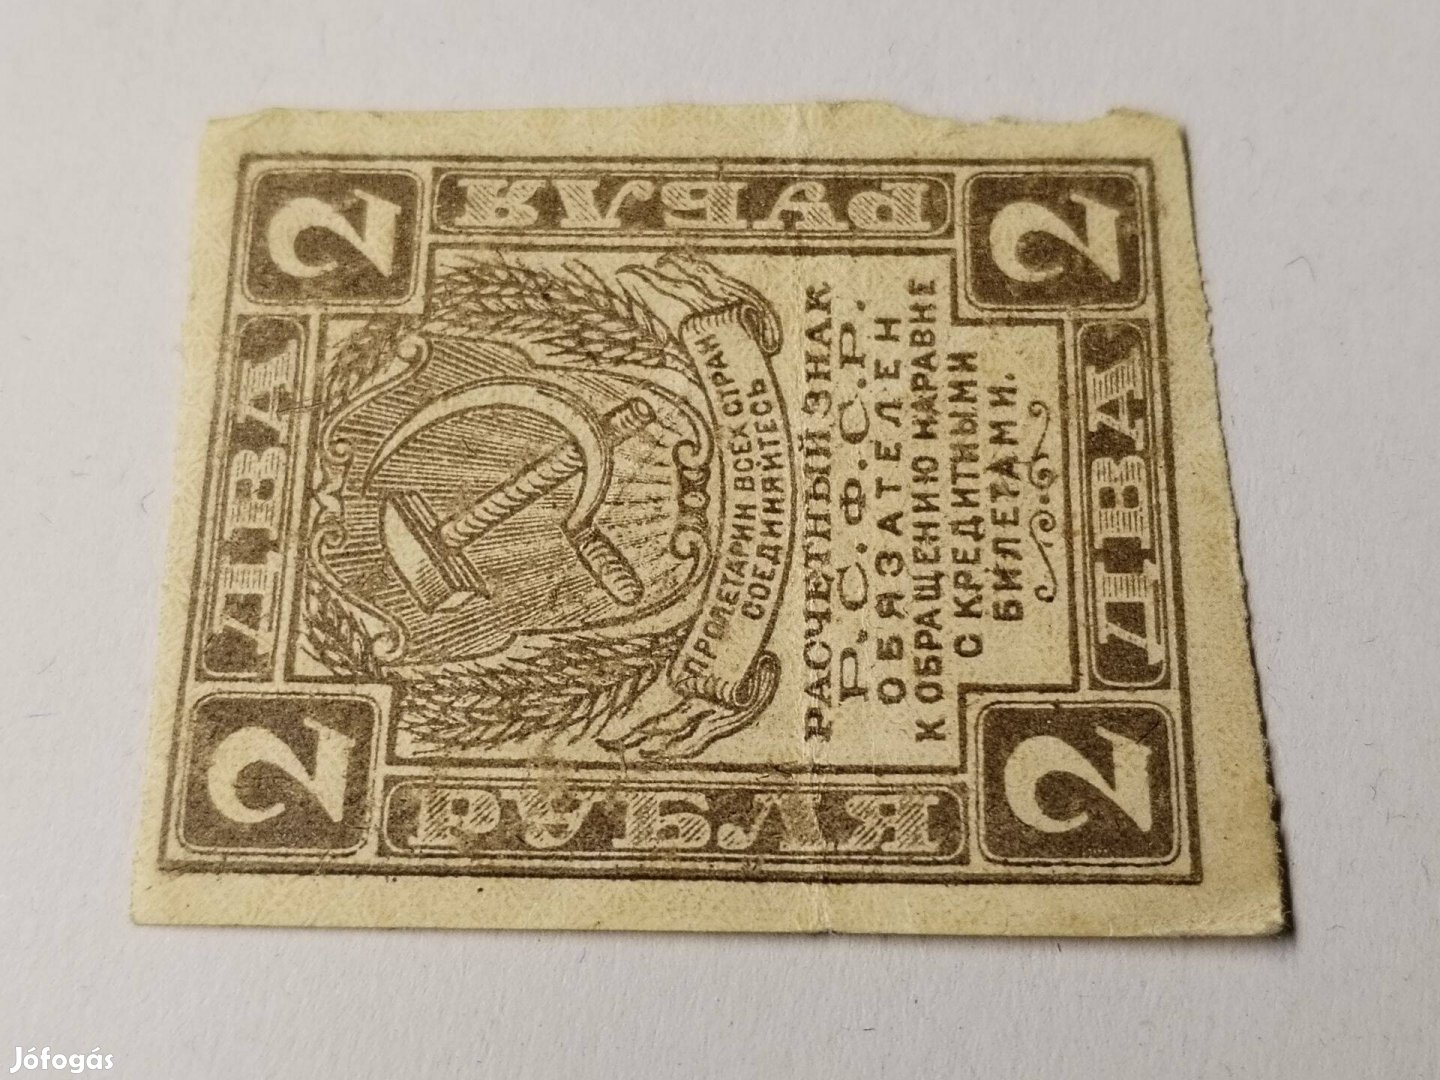 2 ДВА 2
РУБЛЯ
РУБЛЯ
ПРОЛЕТАРИИ ВСЕХ СТРАН
СОЕДИНЯЙТЕСЬ
РАСЧЕТНЫЙ ЗНАК
Р.С.Ф.С.Р.
ОБЯЗАТЕЛЕН
К ОБРАЩЕНИЮ НАРАВНЕ
С КРЕДИТНЫМИ
БИЛЕТАМИ.
2 ДВА 2
Jófogás